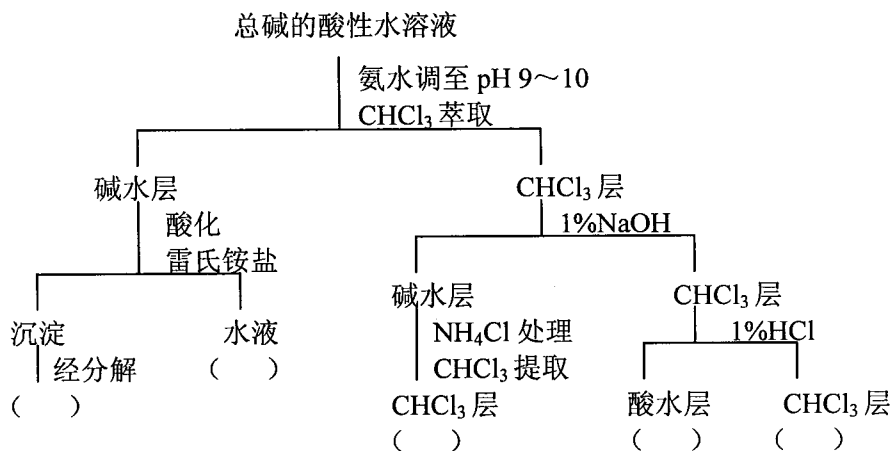 总碱的酸性水溶液
氨水调至 pH 9～10
CHCl₃ 萃取
碱水层
CHCl₃ 层
酸化
雷氏铵盐
1%NaOH
沉淀
水液
碱水层
CHCl₃ 层
经分解
（ ）
NH₄Cl 处理
CHCl₃ 提取
1%HCl
（ ）
CHCl₃ 层
酸水层
CHCl₃ 层
（ ）
（ ）
（ ）